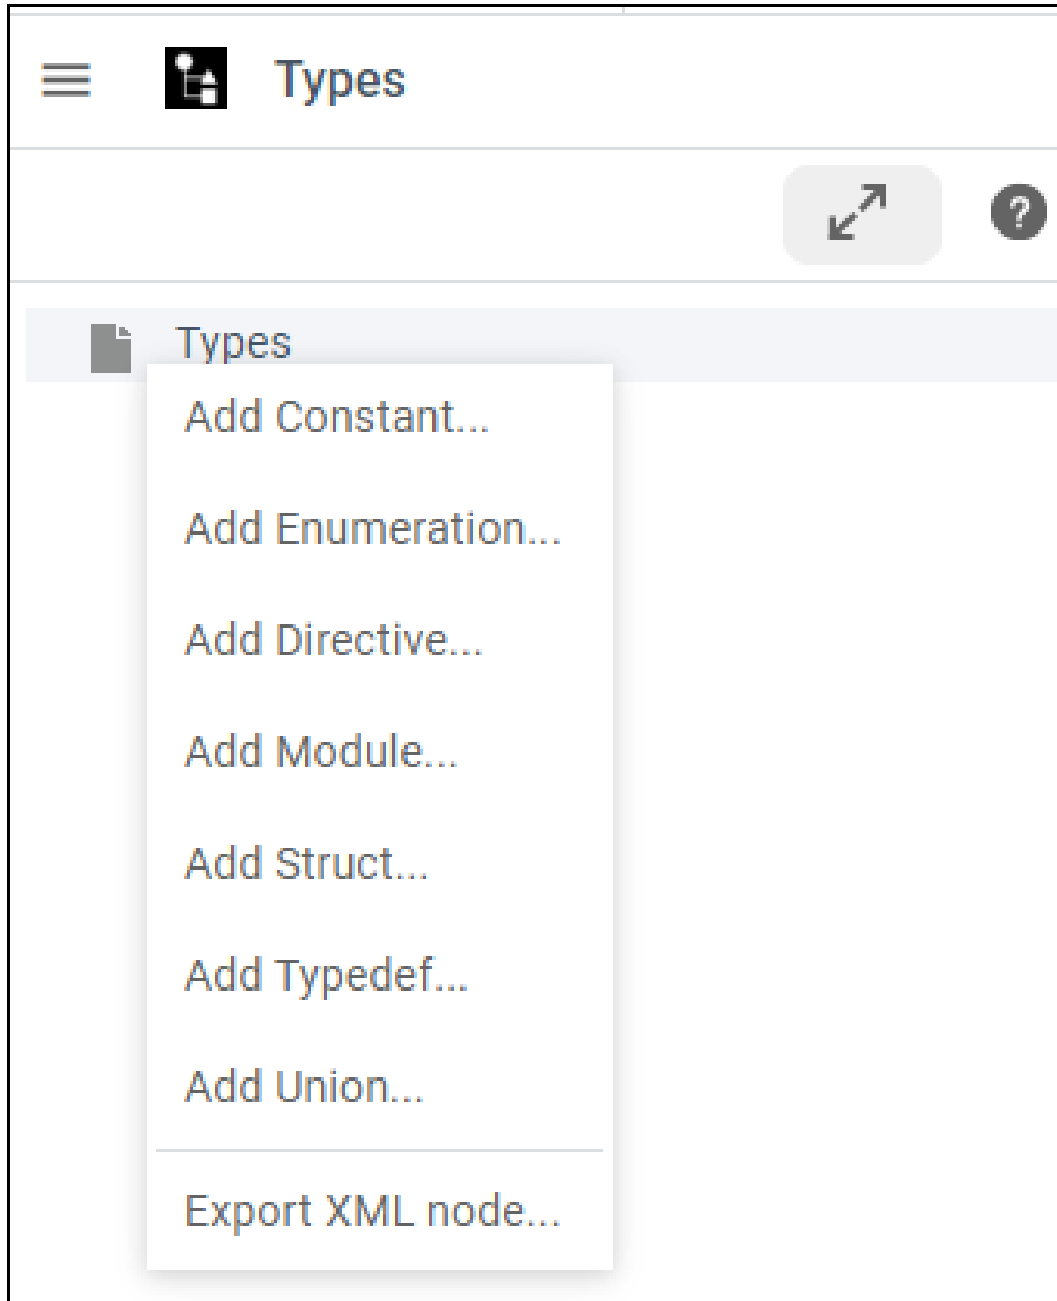 Types
?
Types
Add Constant...
Add Enumeration...
Add Directive...
Add Module...
Add Struct...
Add Typedef...
Add Union...
Export XML node...